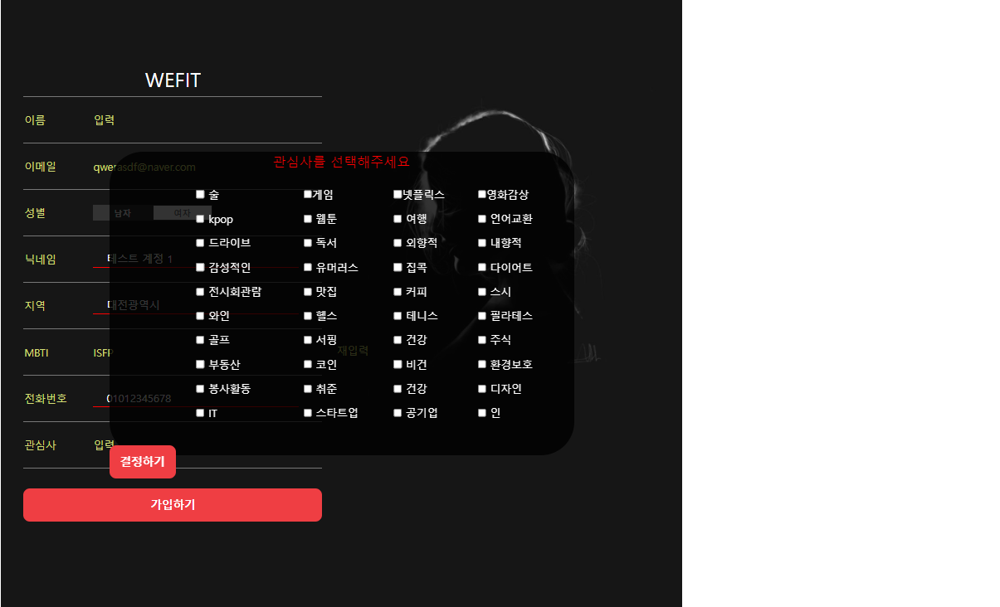 WEFIT
이름 입력
관심사를 선택해주세요
이메일 qwerasdf@naver.com
술 게임 넷플릭스 영화감상
성별 남자 여자
kpop 웹툰 여행 언어교환
드라이브 독서 외향적 내향적
닉네임 테스트 계정 1
감성적인 유머러스 집콕 다이어트
전시회관람 맛집 커피 스시
지역 대전광역시
와인 헬스 테니스 필라테스
골프 서핑 건강 주식
MBTI ISFP 재입력
부동산 코인 비건 환경보호
봉사활동 취준 건강 디자인
전화번호 01012345678
IT 스타트업 공기업 인
관심사 입력
결정하기
가입하기